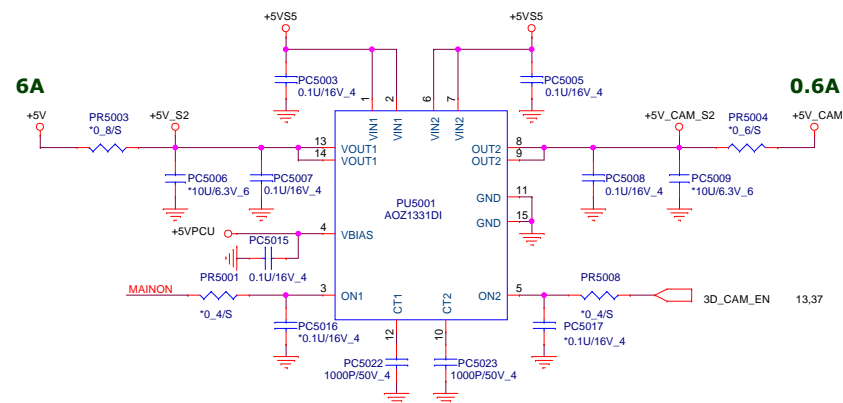 +5VS5
+5VS5
6A
PC5003
0.1U/16V_4
PC5005
0.1U/16V_4
0.6A
1
2
6
7
VIN1
VIN1
VIN2
VIN2
+5V
PR5003
*0_8/S
+5V_S2
+5V_CAM_S2
PR5004
*0_6/S
+5V_CAM
13
VOUT1
14
VOUT1
OUT2
8
OUT2
9
PC5006
*10U/6.3V_6
PC5007
0.1U/16V_4
PC5008
0.1U/16V_4
PC5009
*10U/6.3V_6
PU5001
AOZ1331DI
GND
11
GND
15
+5VPCU
4
VBIAS
PC5015
0.1U/16V_4
MAINON
PR5001
*0_4/S
3
ON1
ON2
5
PR5008
*0_4/S
3D_CAM_EN
13,37
CT1
CT2
PC5016
*0.1U/16V_4
PC5017
*0.1U/16V_4
12
10
PC5022
1000P/50V_4
PC5023
1000P/50V_4